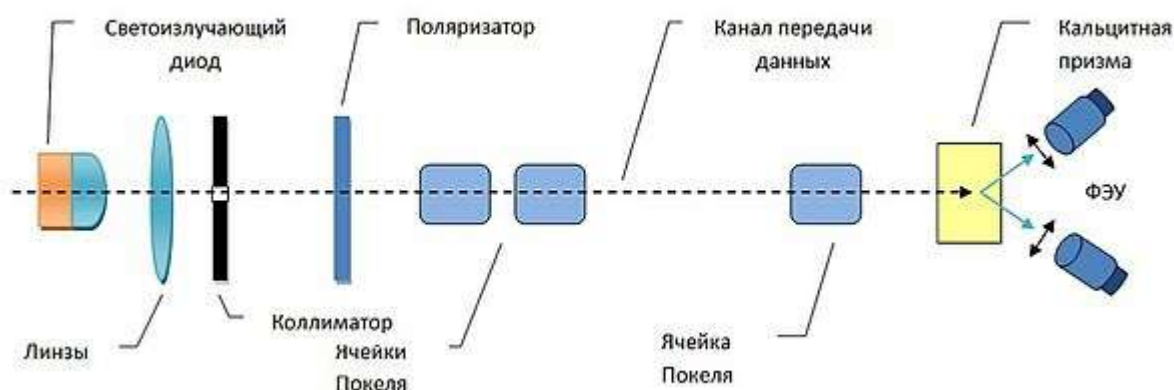 Светоизлучающий
диод
Поляризатор
Канал передачи
данных
Кальцитная
призма
ФЭУ
Линзы
Коллиматор
Ячейки
Покеля
Ячейка
Покеля